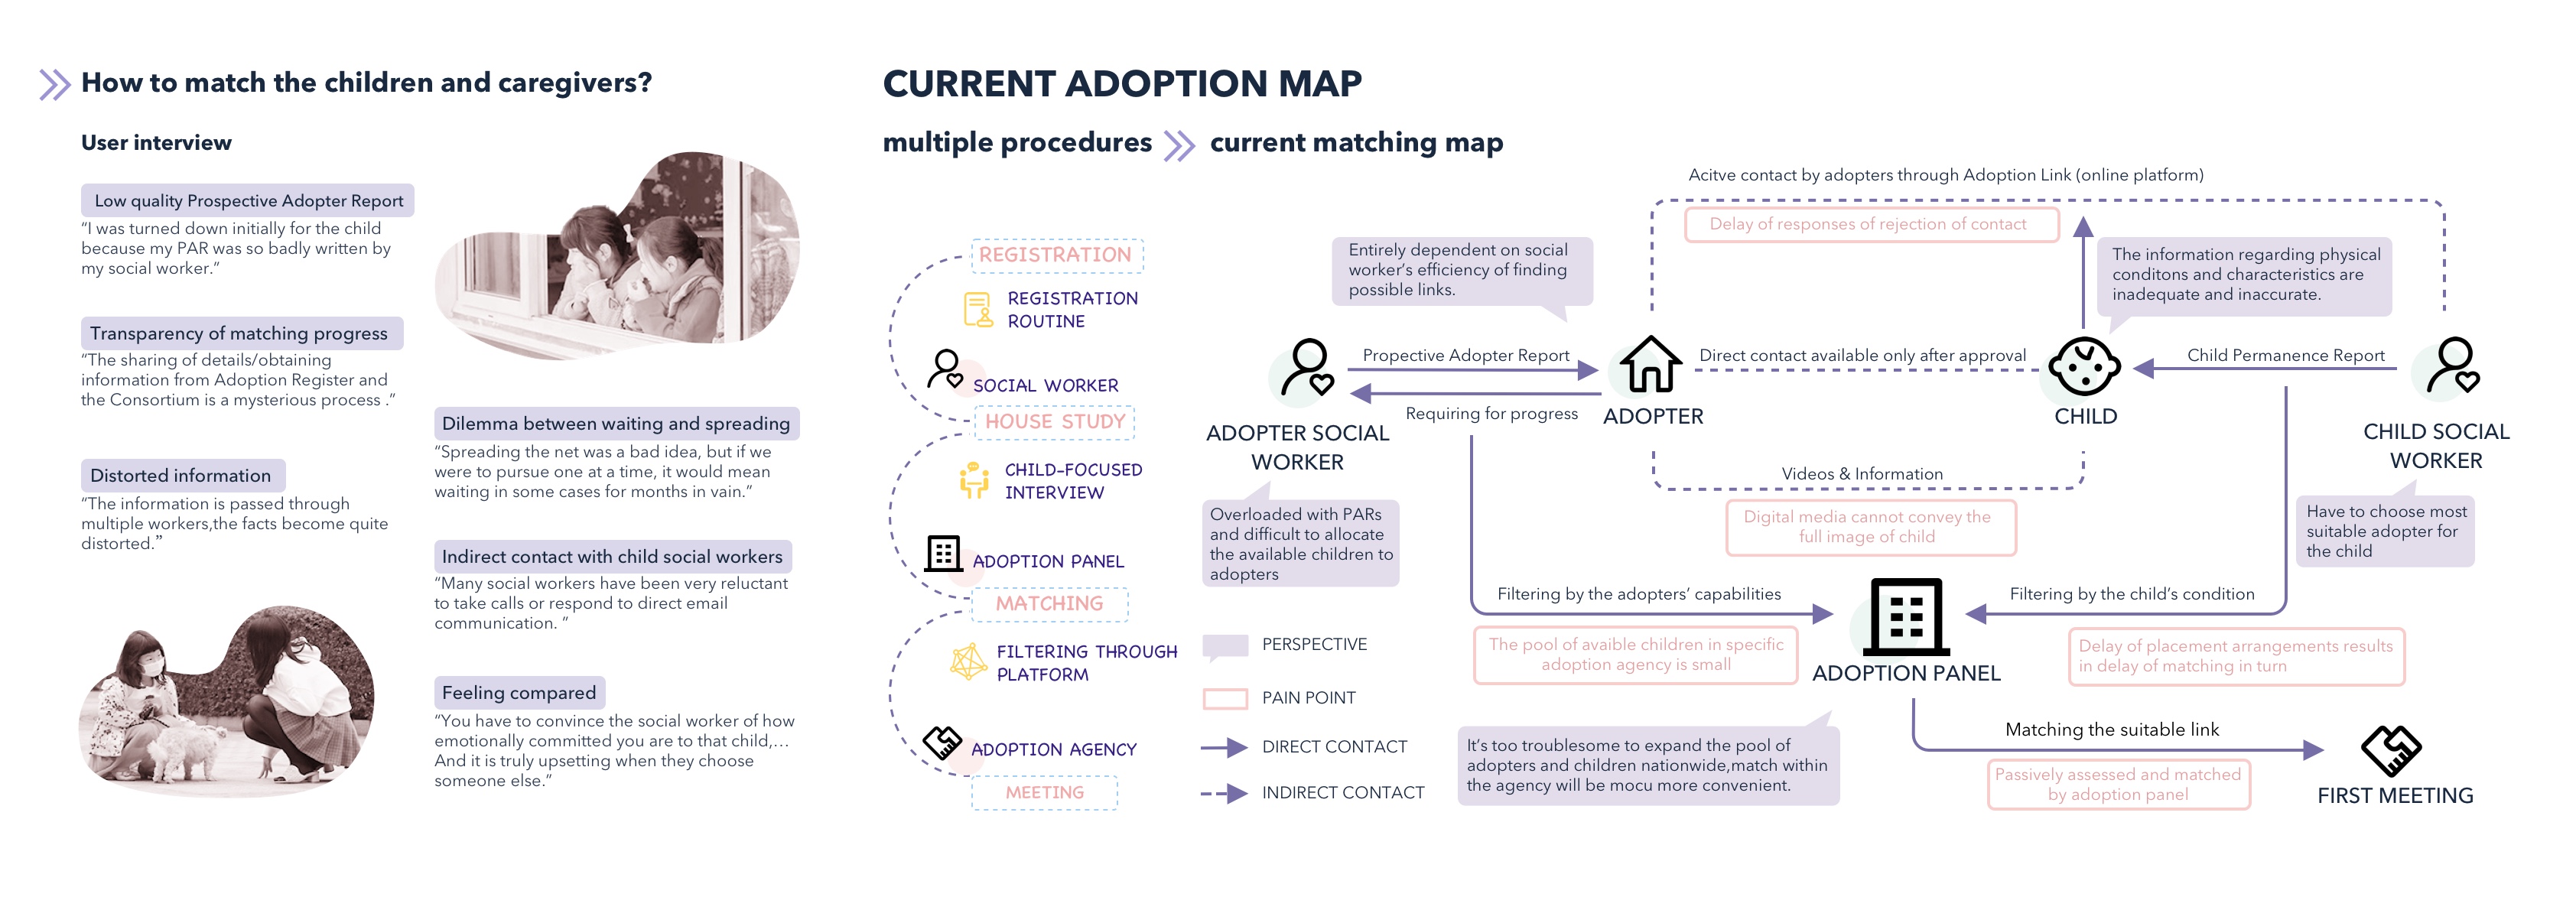 How to match the children and caregivers?
User interview
Low quality Prospective Adopter Report
“I was turned down initially for the child
because my PAR was so badly written by
my social worker.”
Transparency of matching progress
“The sharing of details/obtaining
information from Adoption Register and
the Consortium is a mysterious process .”
Distorted information
“The information is passed through
multiple workers,the facts become quite
distorted.”
Dilemma between waiting and spreading
“Spreading the net was a bad idea, but if we
were to pursue one at a time, it would mean
waiting in some cases for months in vain.”
Indirect contact with child social workers
“Many social workers have been very reluctant
to take calls or respond to direct email
communication. ”
Feeling compared
“You have to convince the social worker of how
emotionally committed you are to that child,...
And it is truly upsetting when they choose
someone else.”
CURRENT ADOPTION MAP
multiple procedures
current matching map
REGISTRATION
REGISTRATION
ROUTINE
SOCIAL WORKER
HOUSE STUDY
CHILD-FOCUSED
INTERVIEW
ADOPTION PANEL
MATCHING
FILTERING THROUGH
PLATFORM
ADOPTION AGENCY
MEETING
Acitve contact by adopters through Adoption Link (online platform)
Delay of responses of rejection of contact
Entirely dependent on social
worker’s efficiency of finding
possible links.
The information regarding physical
conditons and characteristics are
inadequate and inaccurate.
Propective Adopter Report
Direct contact available only after approval
Child Permanence Report
Requiring for progress
ADOPTER
CHILD
ADOPTER SOCIAL
WORKER
CHILD SOCIAL
WORKER
Videos & Information
Digital media cannot convey the
full image of child
Overloaded with PARs
and difficult to allocate
the available children to
adopters
Have to choose most
suitable adopter for
the child
Filtering by the adopters’ capabilities
Filtering by the child’s condition
The pool of avaible children in specific
adoption agency is small
Delay of placement arrangements results
in delay of matching in turn
ADOPTION PANEL
PERSPECTIVE
PAIN POINT
DIRECT CONTACT
INDIRECT CONTACT
It’s too troublesome to expand the pool of
adopters and children nationwide,match within
the agency will be mocu more convenient.
Matching the suitable link
Passively assessed and matched
by adoption panel
FIRST MEETING